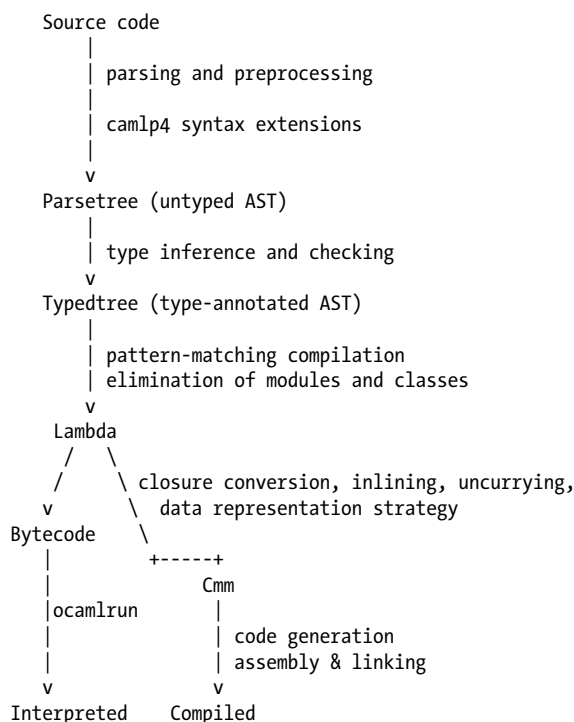 Source code
|
| parsing and preprocessing
|
| camlp4 syntax extensions
|
v
Parsetree (untyped AST)
|
| type inference and checking
v
Typedtree (type-annotated AST)
|
| pattern-matching compilation
| elimination of modules and classes
v
Lambda
/ \
/ \ closure conversion, inlining, uncurrying,
v \ data representation strategy
Bytecode \
| +-----+
| Cmm
|ocamlrun |
| | code generation
| | assembly & linking
v v
Interpreted Compiled